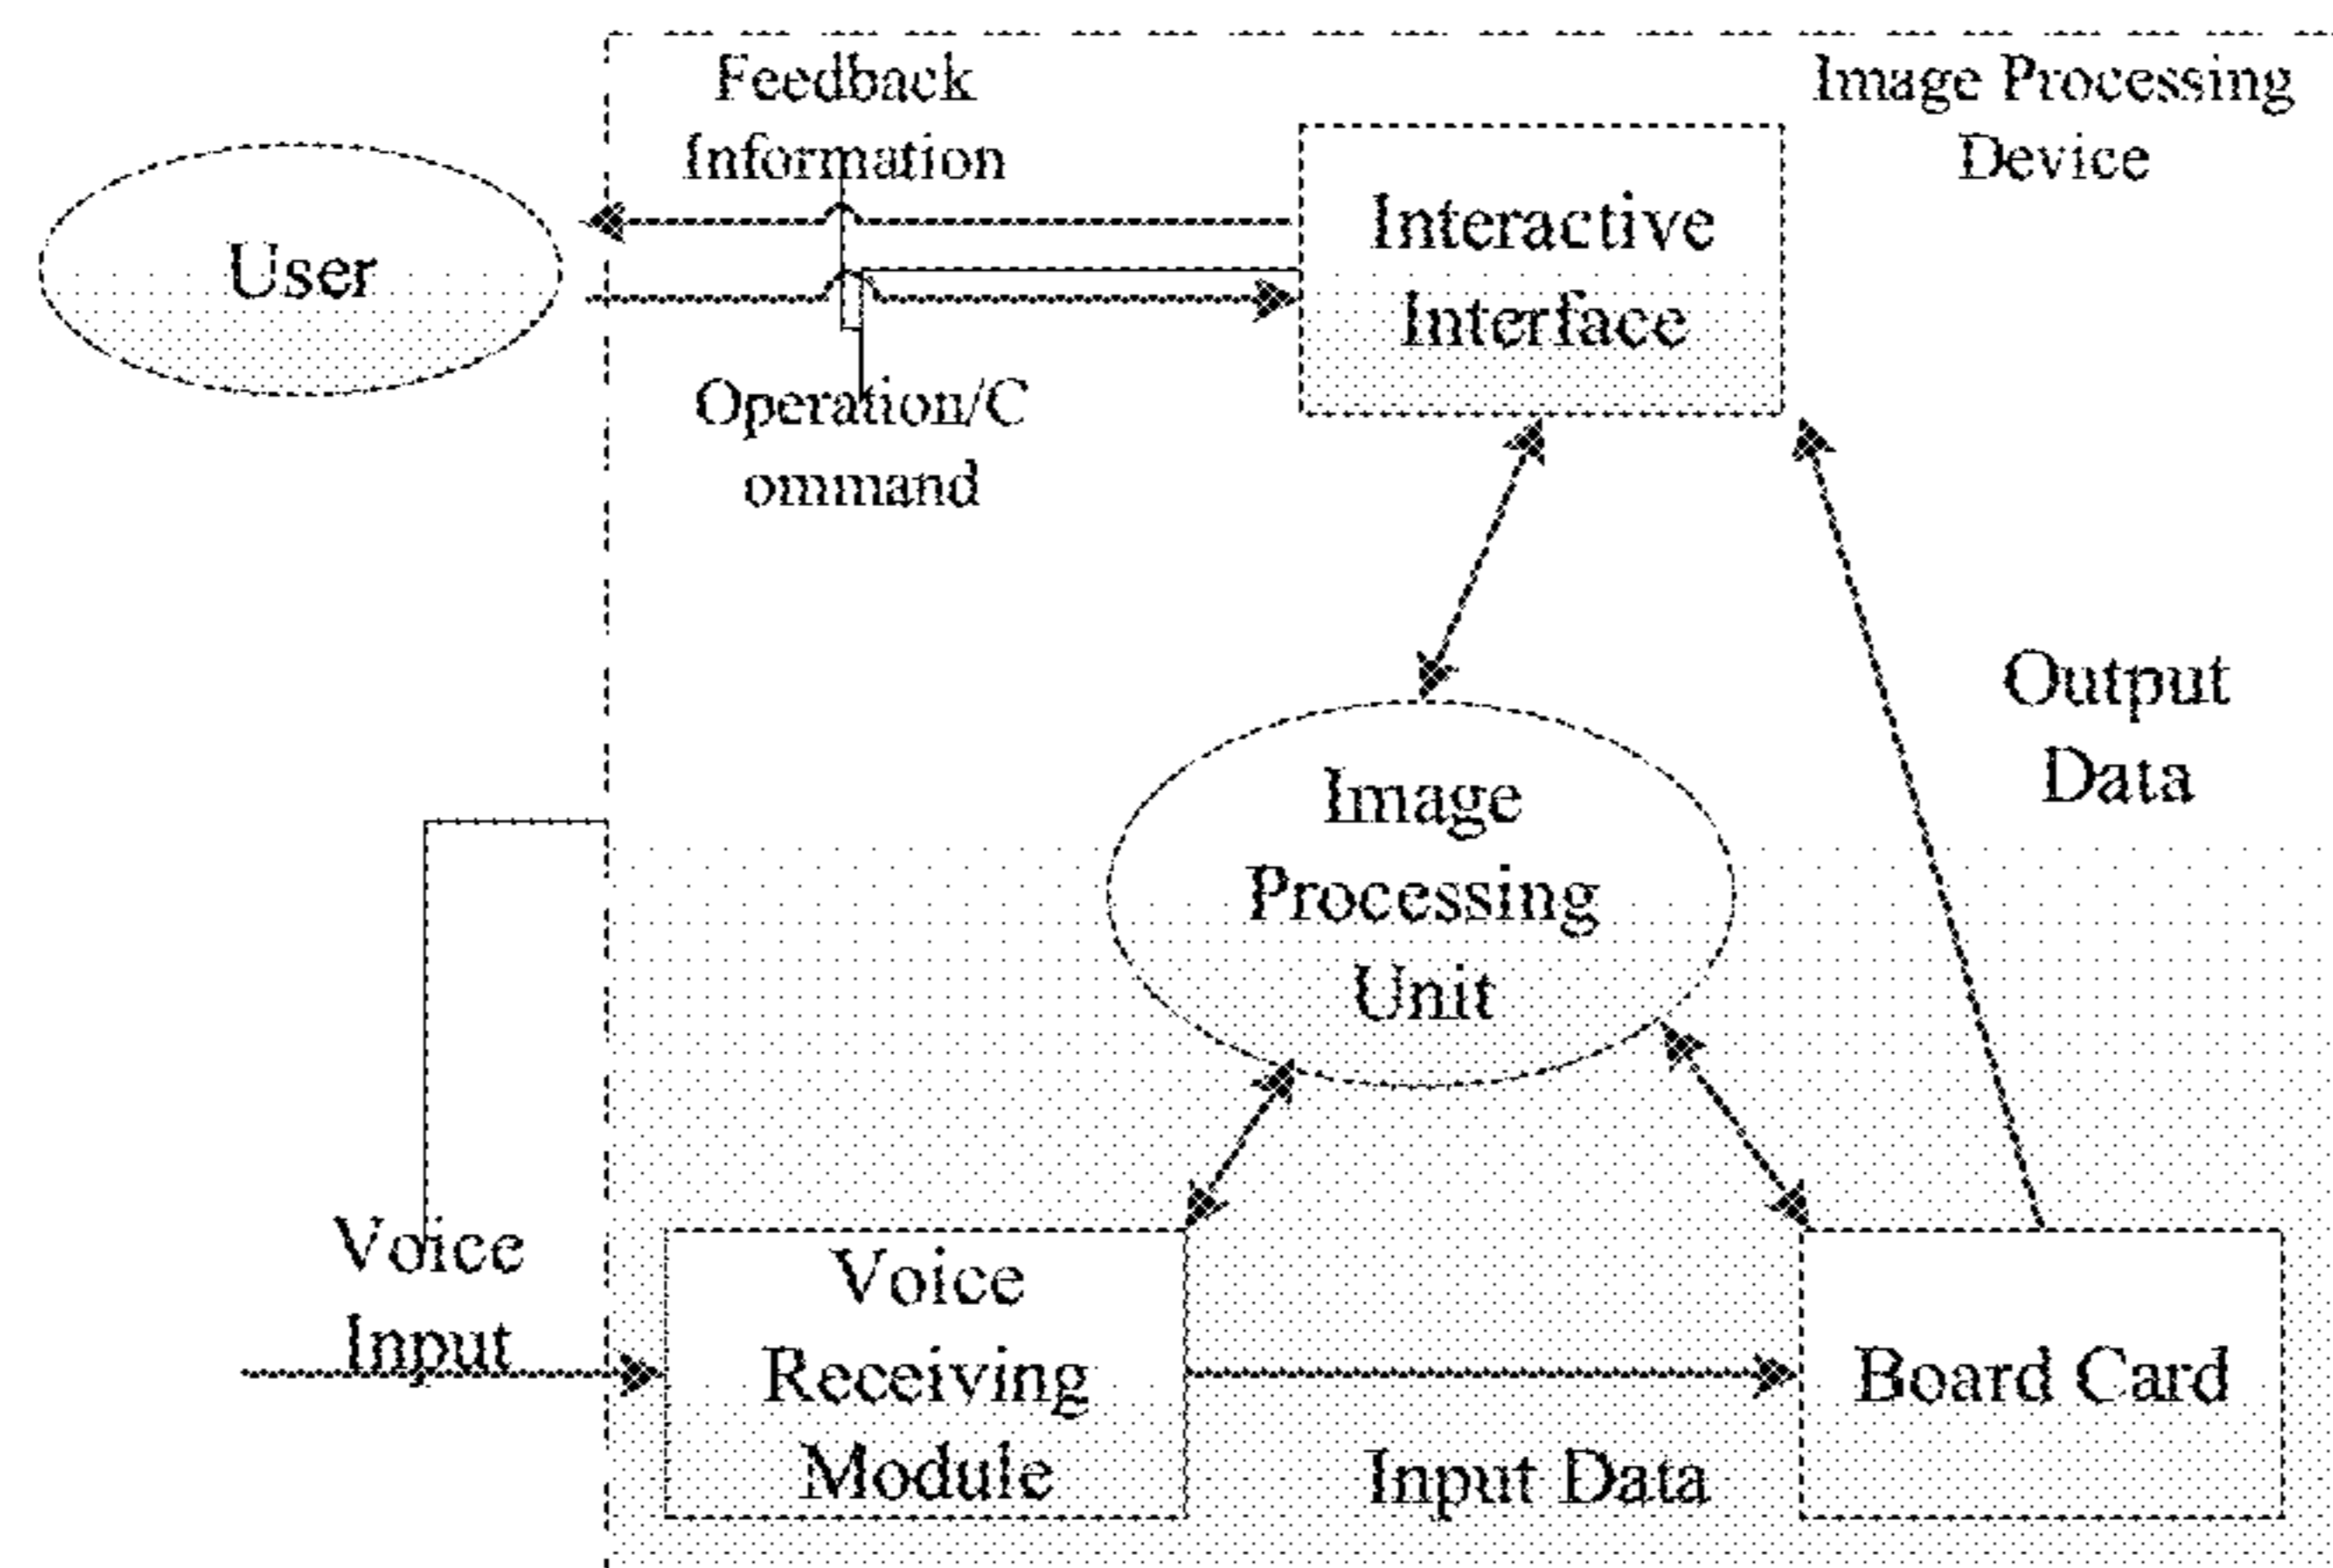 Feedback
Information
Image Processing
Device
User
Interactive
Interface
Operation/C
ommand
Output
Data
Image
Processing
Unit
Voice
Input
Voice
Receiving
Module
Input Data
Board Card